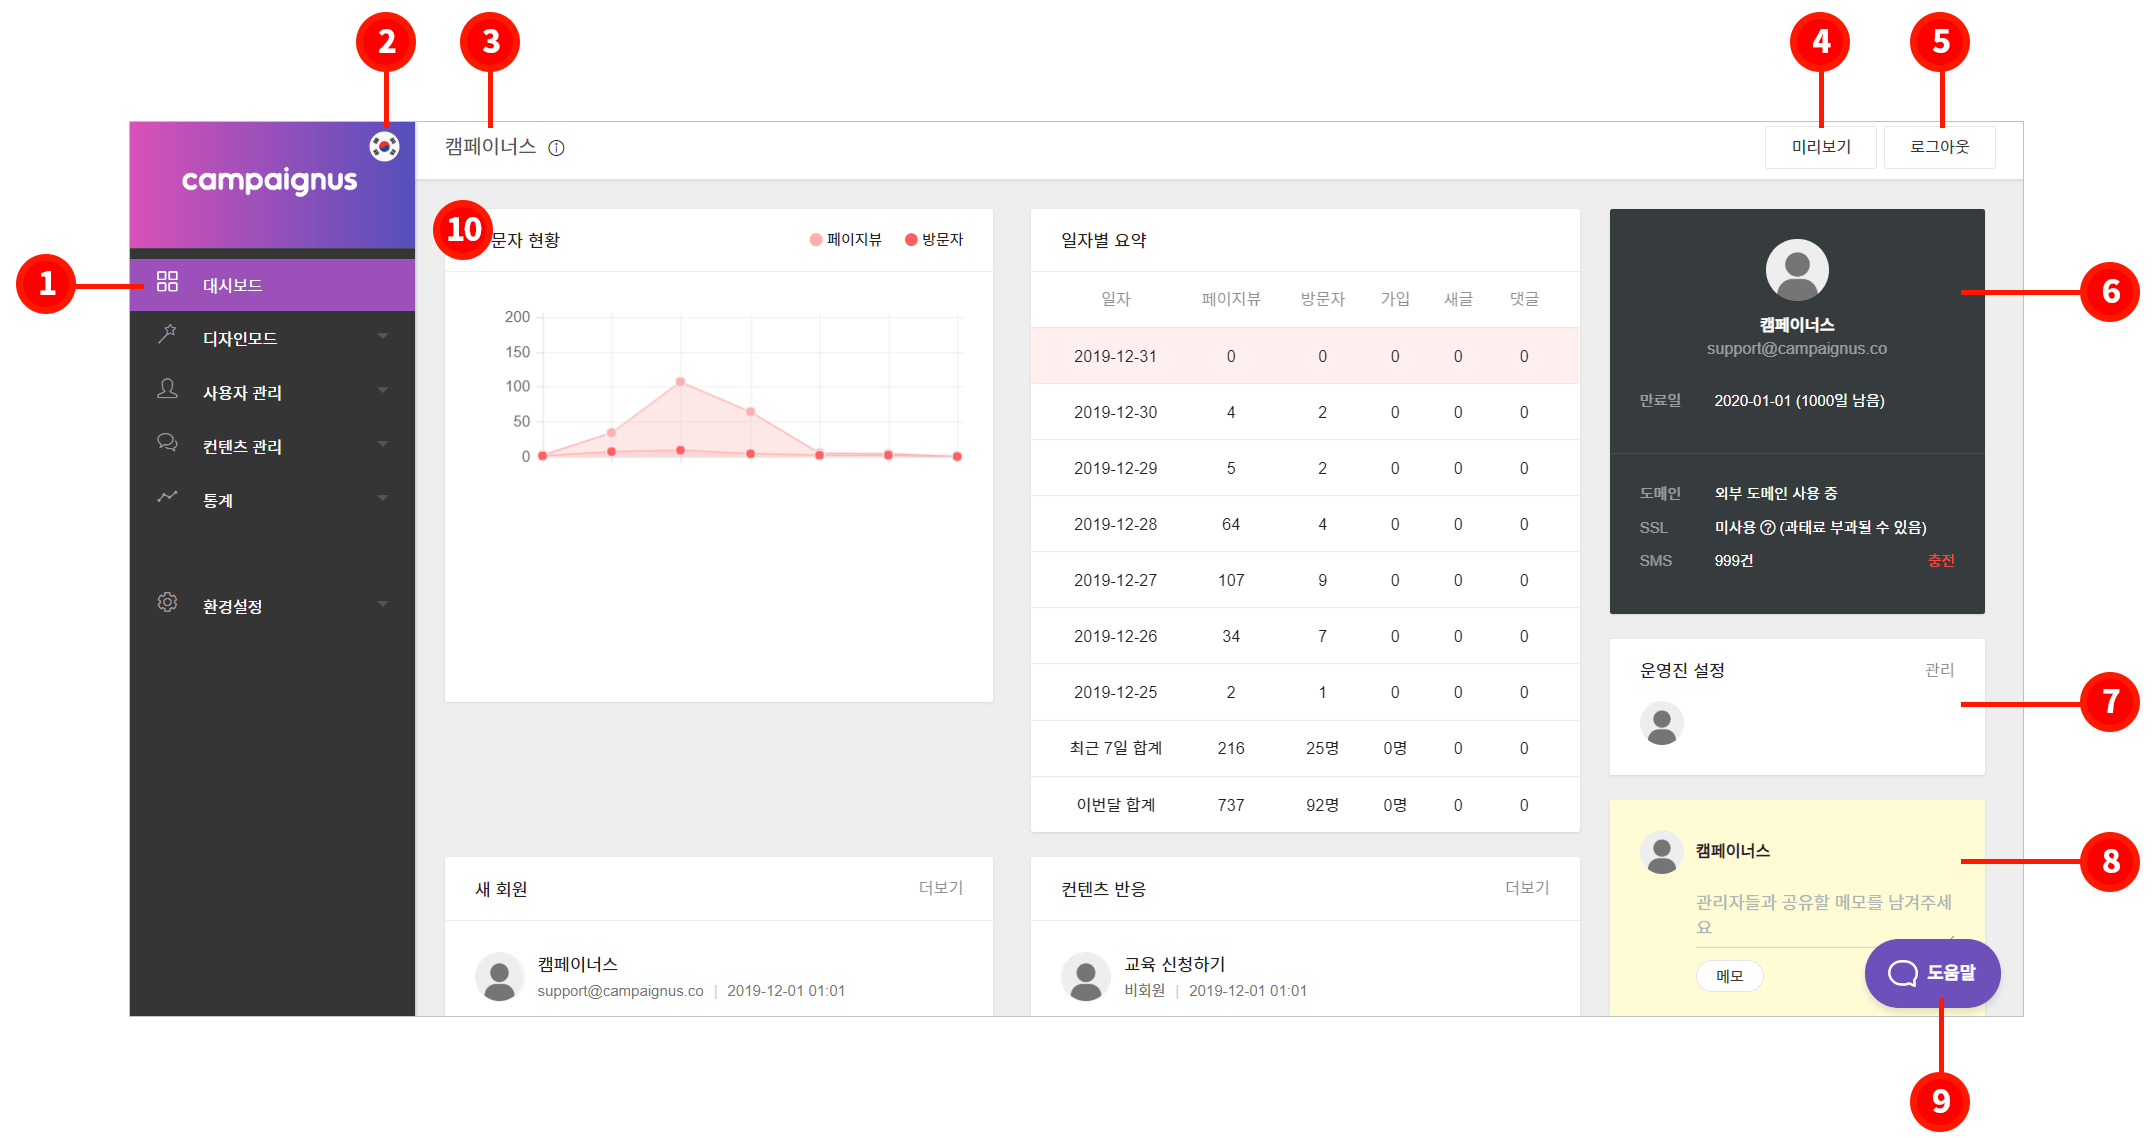 2
3
4
5
campaignus
캠페이너스
미리보기
로그아웃
1
대시보드
디자인모드
사용자 관리
컨텐츠 관리
통계
환경설정
10
문자 현황
페이지뷰
방문자
200
150
100
50
0
일자별 요약
일자 페이지뷰 방문자 가입 새글 댓글
2019-12-31 0 0 0 0 0
2019-12-30 4 2 0 0 0
2019-12-29 5 2 0 0 0
2019-12-28 64 4 0 0 0
2019-12-27 107 9 0 0 0
2019-12-26 34 7 0 0 0
2019-12-25 2 1 0 0 0
최근 7일 합계 216 25명 0명 0 0
이번달 합계 737 92명 0명 0 0
캠페이너스
support@campaignus.co
만료일 2020-01-01 (1000일 남음)
도메인 외부 도메인 사용 중
SSL 미사용 ? (과태료 부과될 수 있음)
SMS 999건 충전
6
운영진 설정 관리
7
캠페이너스
관리자들과 공유할 메모를 남겨주세
요
메모
8
도움말
9
새 회원 더보기
캠페이너스
support@campaignus.co | 2019-12-01 01:01
컨텐츠 반응 더보기
교육 신청하기
비회원 | 2019-12-01 01:01